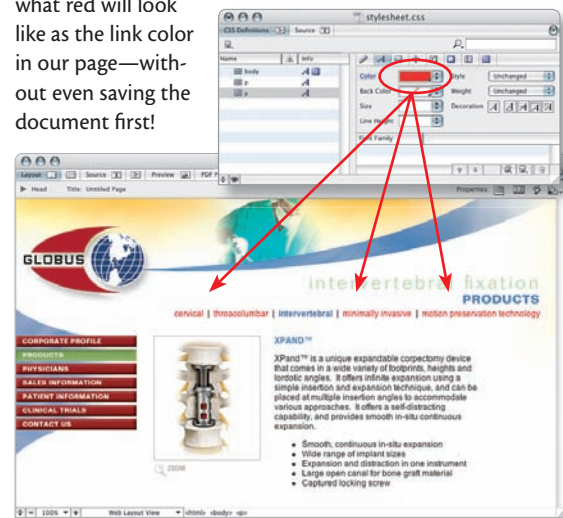 what red will look
like as the link color
in our page—with-
out even saving the
document first!
stylesheet.css
CSS Definitions
Source
Name
Info
body
p
a
Color
Style
Unchanged
Back Color
Weight
Unchanged
Size
Decoration
A A A A A
Line Height
Font Family
Layout
Source
Preview
PDF P
Head
Title: Untitled Page
Properties:
GLOBUS
intervertebral fixation
PRODUCTS
cervical | throacolumbar | intervertebral | minimally invasive | motion preservation technology
CORPORATE PROFILE
PRODUCTS
PHYSICIANS
SALES INFORMATION
PATIENT INFORMATION
CLINICAL TRIALS
CONTACT US
ZOOM
XPAND™
XPand™ is a unique expandable corpectomy device
that comes in a wide variety of footprints, heights and
lordotic angles. It offers infinite expansion using a
simple insertion and expansion technique, and can be
placed at multiple insertion angles to accommodate
various approaches. It offers a self-distracting
capability, and provides smooth in-situ continuous
expansion.
• Smooth, continuous in-situ expansion
• Wide range of implant sizes
• Expansion and distraction in one instrument
• Large open canal for bone graft material
• Captured locking screw
100%
Web Layout View
<html> <body> <p>